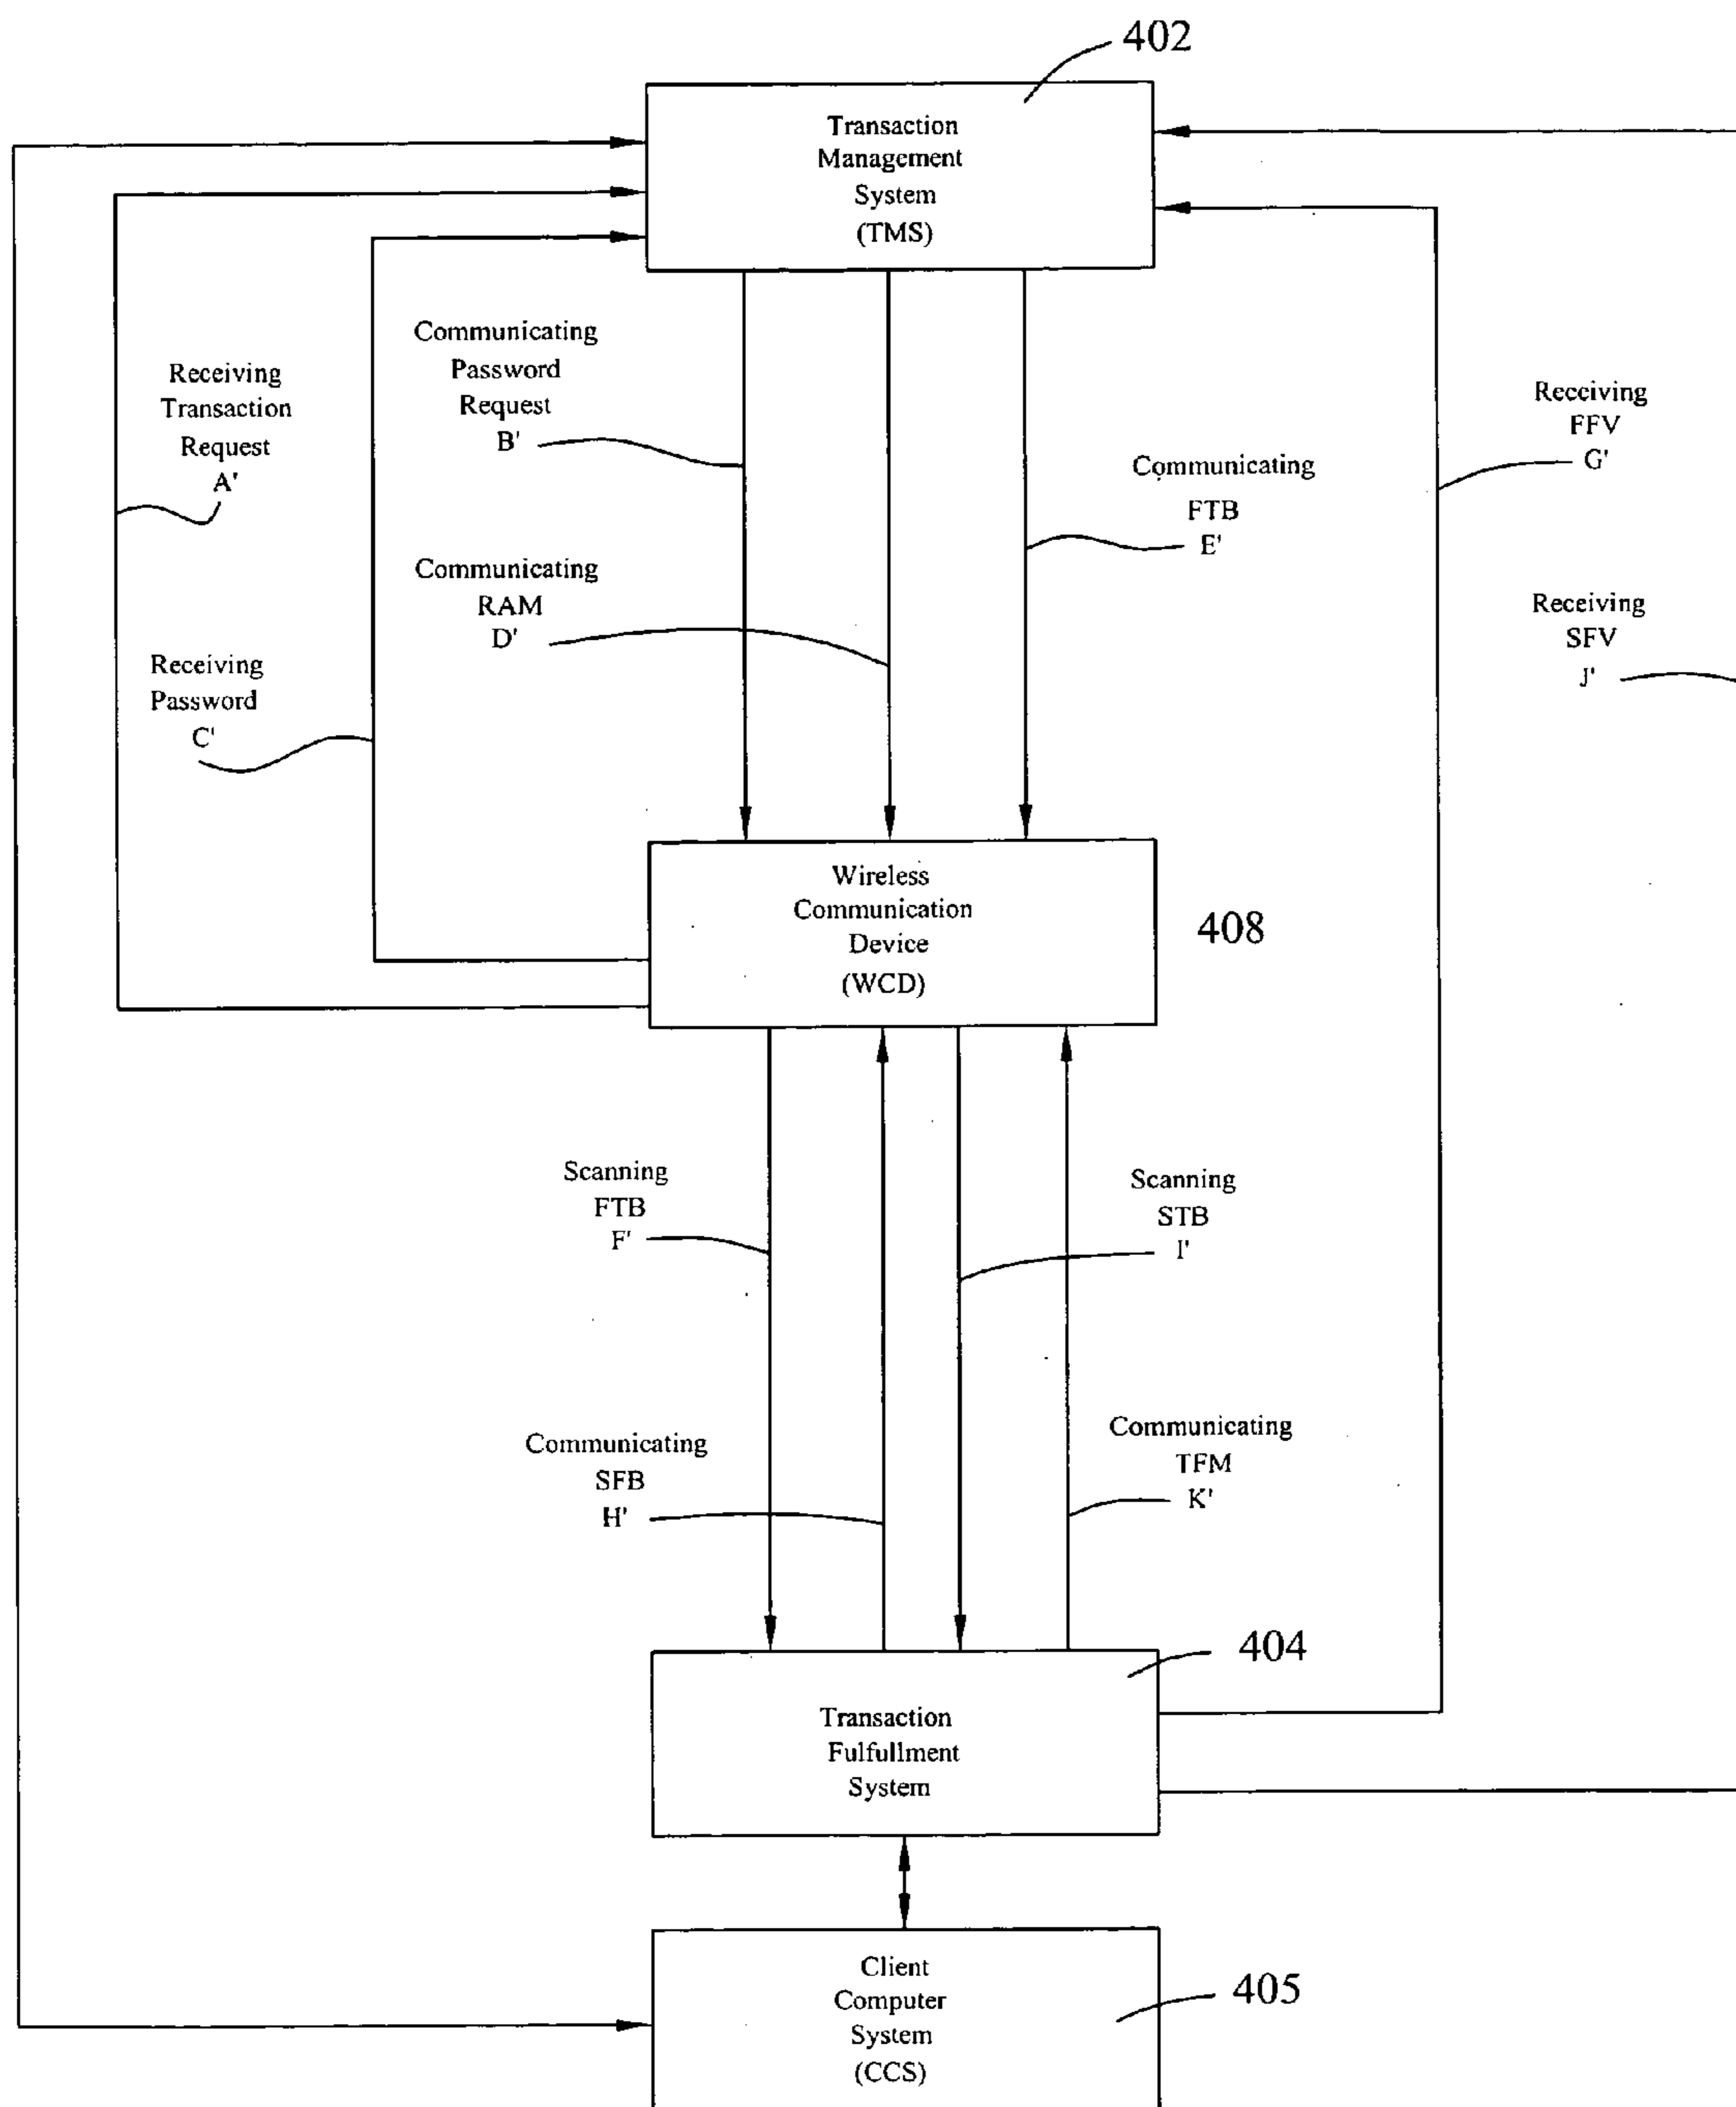 402
Transaction
Management
System
(TMS)
Receiving
Transaction
Request
A'
Communicating
Password
Request
B'
Communicating
RAM
D'
Communicating
FTB
E'
Receiving
FFV
G'
Receiving
SFV
J'
Receiving
Password
C'
Wireless
Communication
Device
(WCD)
408
Scanning
FTB
F'
Scanning
STB
I'
Communicating
SFB
H'
Communicating
TFM
K'
404
Transaction
Fulfullment
System
Client
Computer
System
(CCS)
405